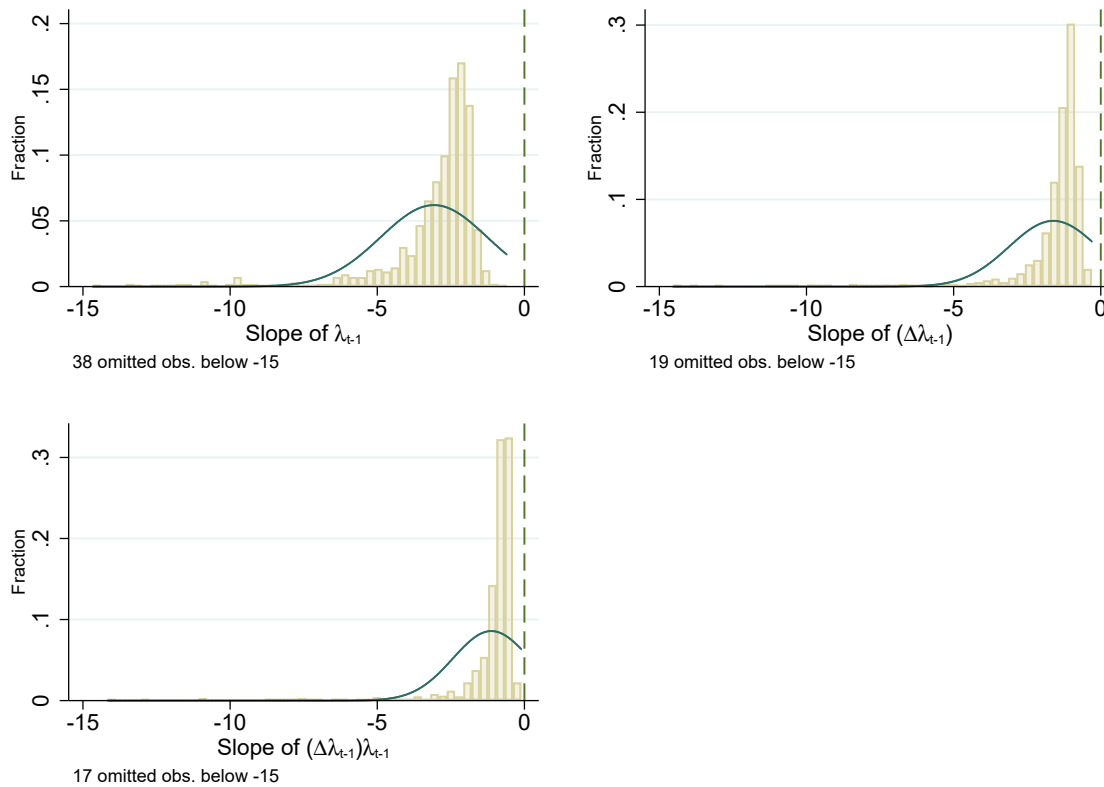 Fraction
.2
.15
.1
.05
0
-15 -10 -5 0
Slope of λt-1
38 omitted obs. below -15
Fraction
.3
.2
.1
0
-15 -10 -5 0
Slope of (Δλt-1)
19 omitted obs. below -15
Fraction
.3
.2
.1
0
-15 -10 -5 0
Slope of (Δλt-1)λt-1
17 omitted obs. below -15